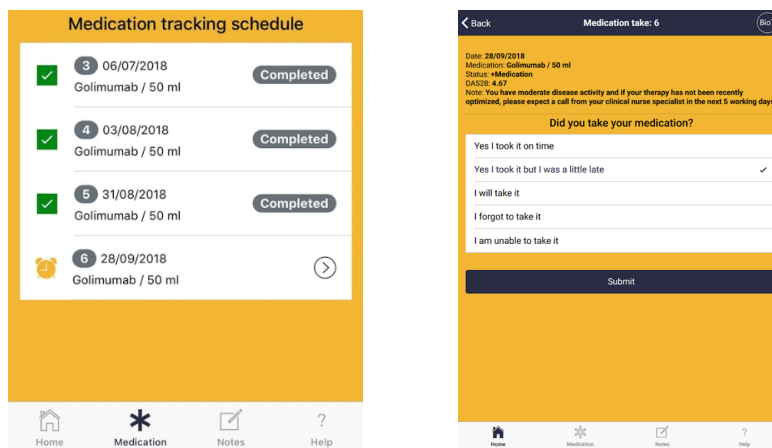 Medication tracking schedule
3 06/07/2018
Golimumab / 50 ml
Completed
4 03/08/2018
Golimumab / 50 ml
Completed
5 31/08/2018
Golimumab / 50 ml
Completed
6 28/09/2018
Golimumab / 50 ml
Home Medication Notes ? Help
Back Medication take: 6 Bio
Date: 28/09/2018
Medication: Golimumab / 50 ml
Status: +Medication
DAS28: 4.67
Note: You have moderate disease activity and if your therapy has not been recently
optimized, please expect a call from your clinical nurse specialist in the next 5 working days
Did you take your medication?
Yes I took it on time
Yes I took it but I was a little late
I will take it
I forgot to take it
I am unable to take it
Submit
Home Medication Notes ? Help